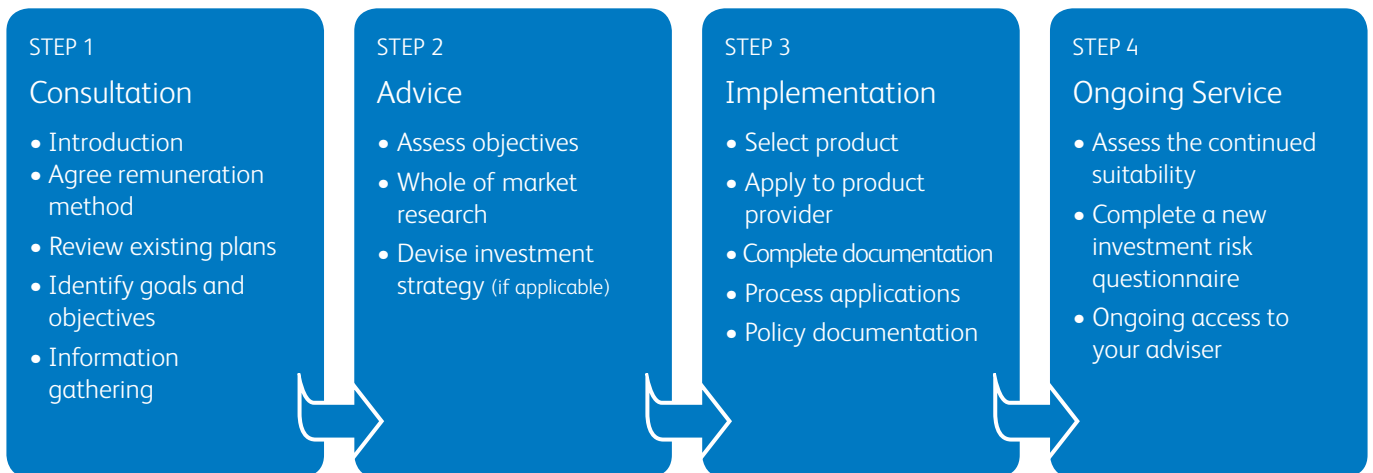 STEP 1
Consultation
• Introduction
• Agree remuneration
method
• Review existing plans
• Identify goals and
objectives
• Information
gathering
STEP 2
Advice
• Assess objectives
• Whole of market
research
• Devise investment
strategy (if applicable)
STEP 3
Implementation
• Select product
• Apply to product
provider
• Complete documentation
• Process applications
• Policy documentation
STEP 4
Ongoing Service
• Assess the continued
suitability
• Complete a new
investment risk
questionnaire
• Ongoing access to
your adviser